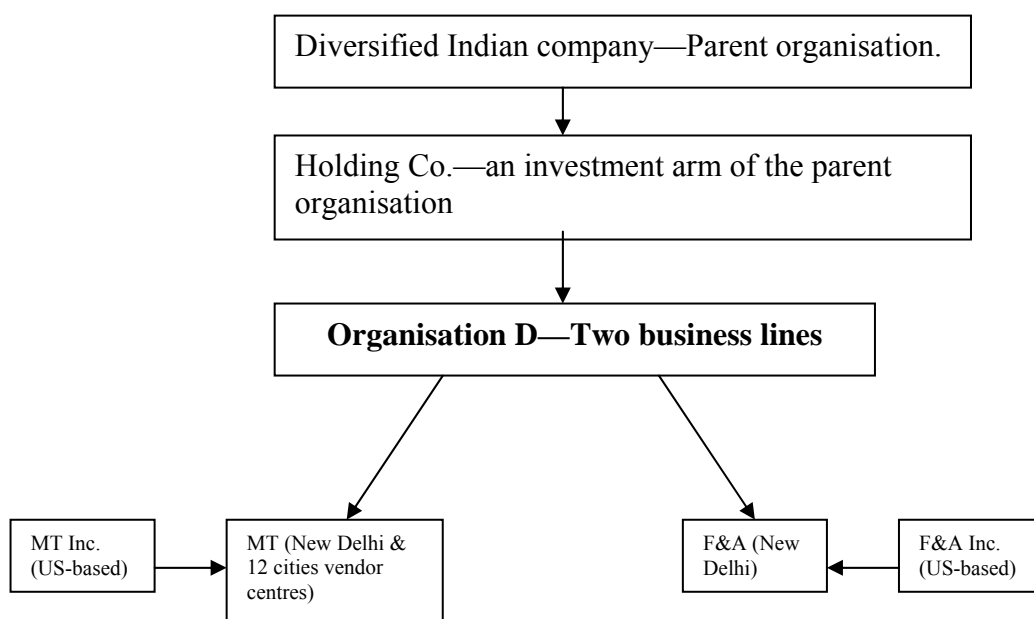 Diversified Indian company—Parent organisation.
Holding Co.—an investment arm of the parent
organisation
Organisation D—Two business lines
MT Inc.
(US-based)
MT (New Delhi &
12 cities vendor
centres)
F&A (New
Delhi)
F&A Inc.
(US-based)